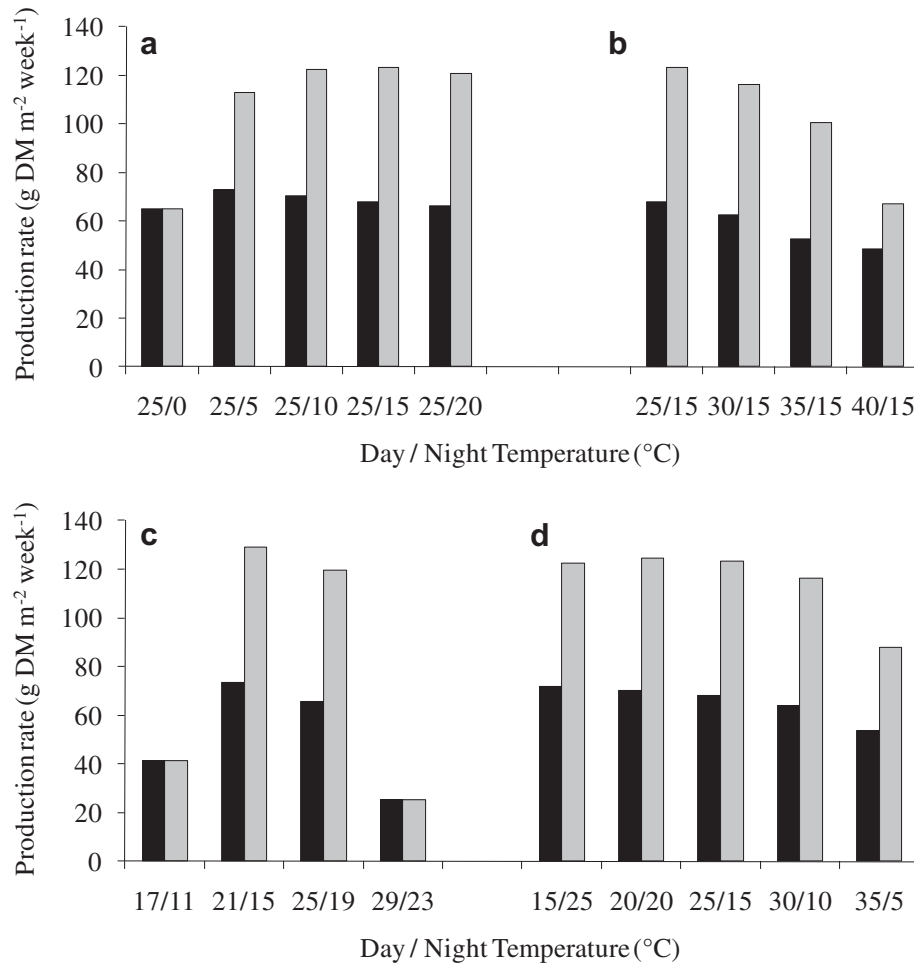 Production rate (g DM m⁻² week⁻¹)
140
120
100
80
60
40
20
0
a
b
25/0 25/5 25/10 25/15 25/20 25/15 30/15 35/15 40/15
Day / Night Temperature (°C)
Production rate (g DM m⁻² week⁻¹)
140
120
100
80
60
40
20
0
c
d
17/11 21/15 25/19 29/23 15/25 20/20 25/15 30/10 35/5
Day / Night Temperature (°C)